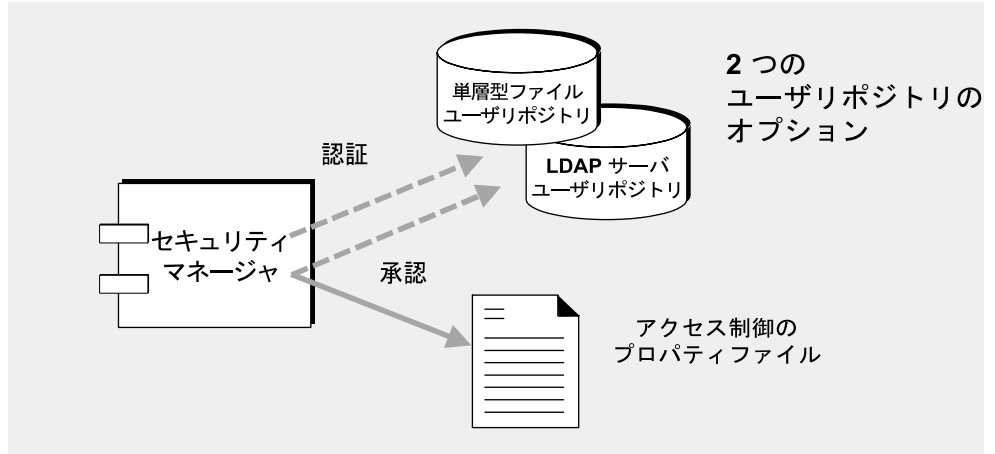 単層型ファイル
ユーザリポジトリ
2 つの
ユーザリポジトリの
オプション
認証
LDAP サーバ
ユーザリポジトリ
セキュリティ
マネージャ
承認
アクセス制御の
プロパティファイル